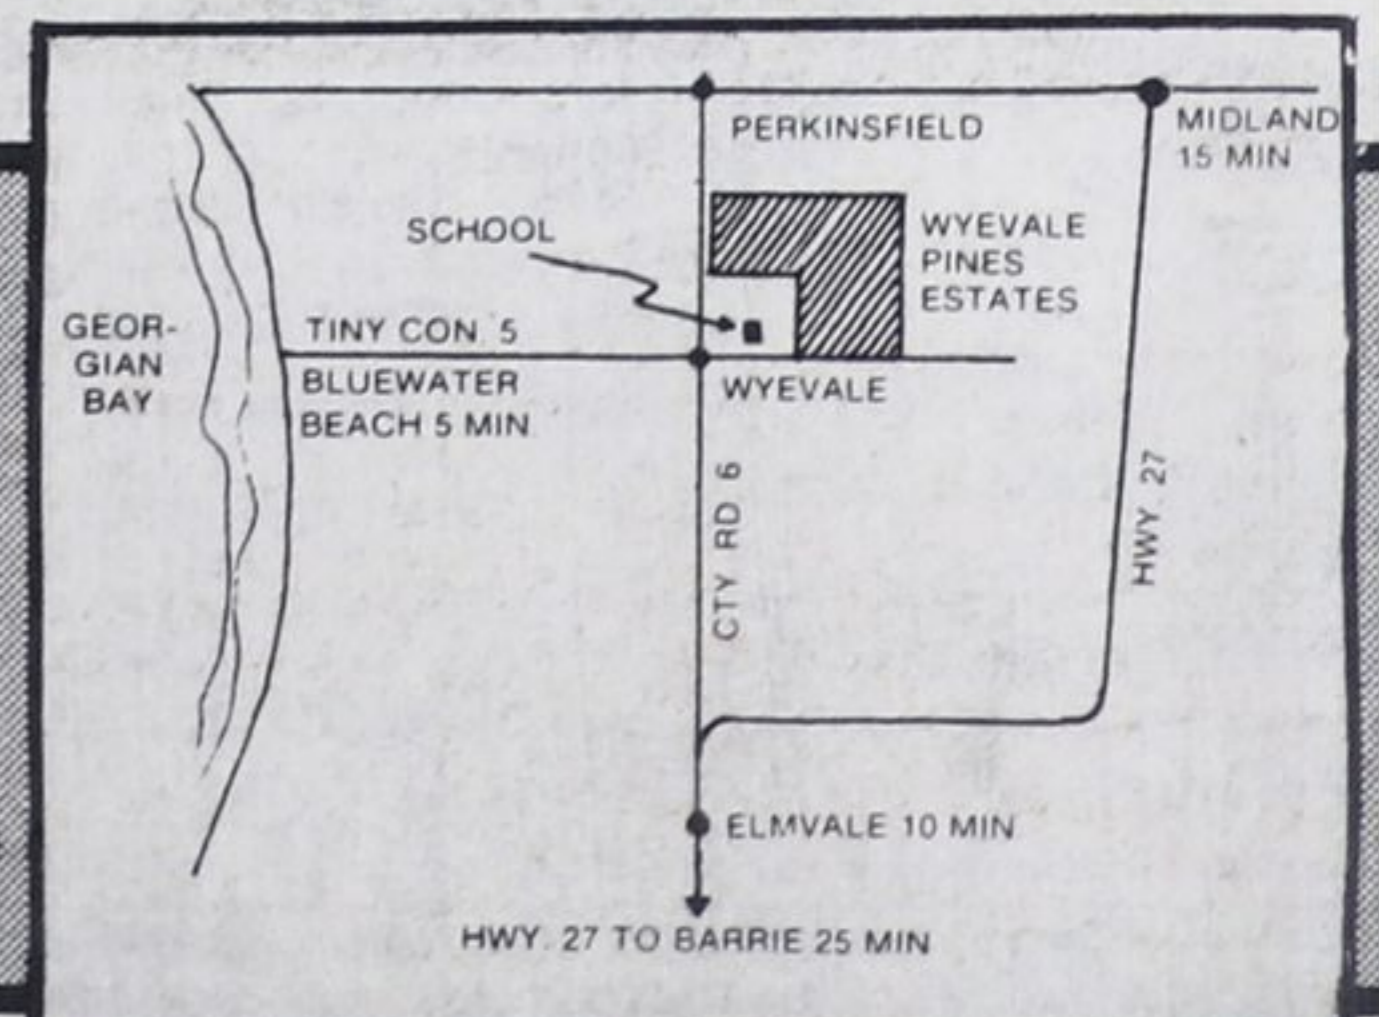 PERKINSFIELD
MIDLAND
15 MIN
SCHOOL
WYEVALE
PINES
ESTATES
GEOR-
GIAN
BAY
TINY CON. 5
BLUEWATER
BEACH 5 MIN.
WYEVALE
CTY RD 6
HWY. 27
ELMVALE 10 MIN
HWY. 27 TO BARRIE 25 MIN